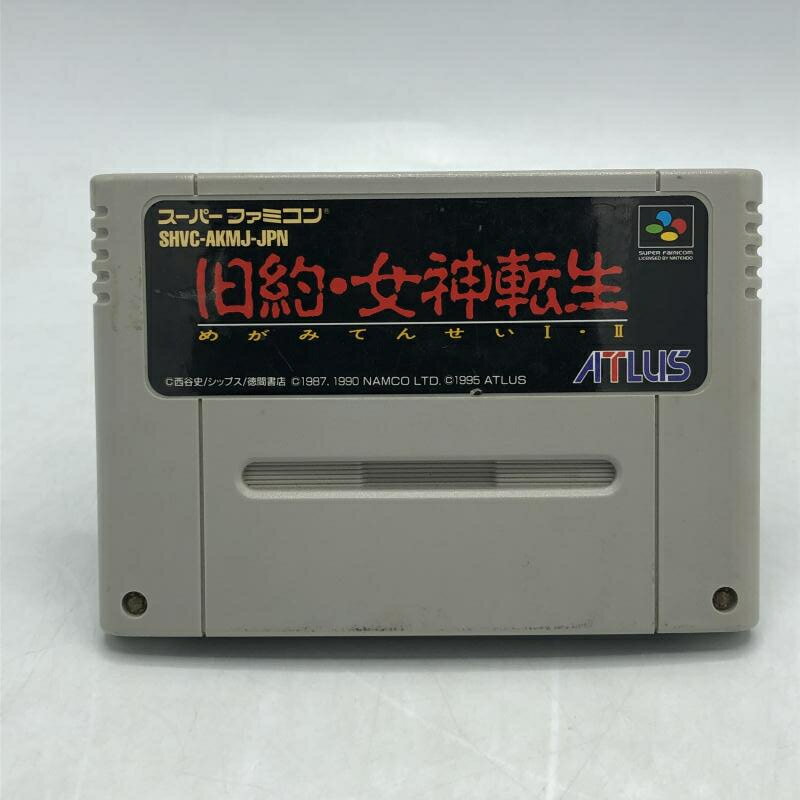 スーパーファミコン®
SHVC-AKMJ-JPN
SUPER FAMICOM
LICENSED BY NINTENDO
旧約・女神転生
めがみてんせいI・II
ATLUS
©西谷史/シップス/徳間書店 ©1987, 1990 NAMCO LTD. ©1995 ATLUS